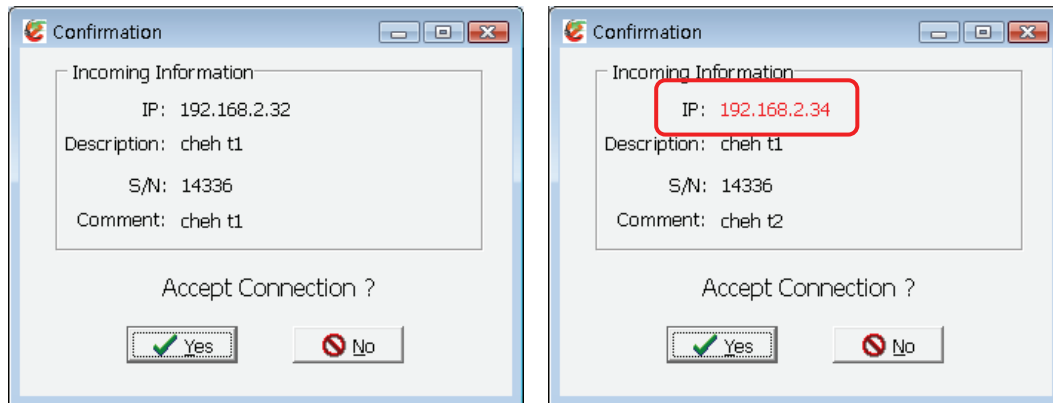 Confirmation
Incoming Information
IP: 192.168.2.32
Description: cheh t1
S/N: 14336
Comment: cheh t1
Accept Connection ?
Yes
No
Confirmation
Incoming Information
IP: 192.168.2.34
Description: cheh t1
S/N: 14336
Comment: cheh t2
Accept Connection ?
Yes
No